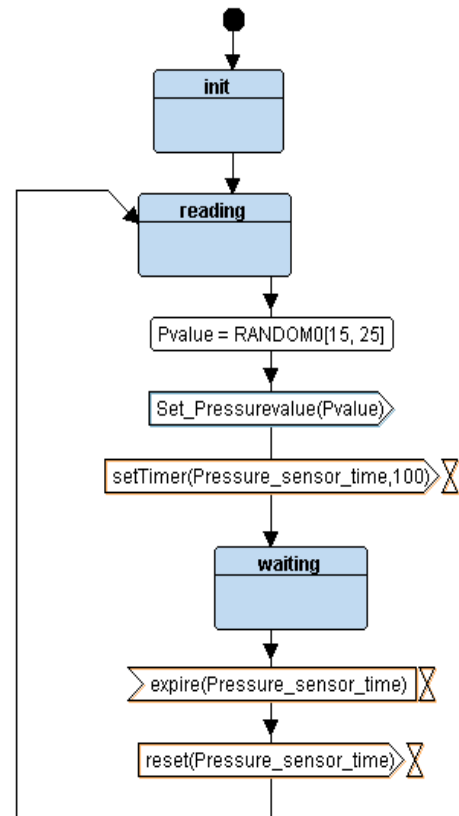 init
reading
Pvalue = RANDOM0[15, 25]
Set_Pressurevalue(Pvalue)
setTimer(Pressure_sensor_time,100)
waiting
expire(Pressure_sensor_time)
reset(Pressure_sensor_time)